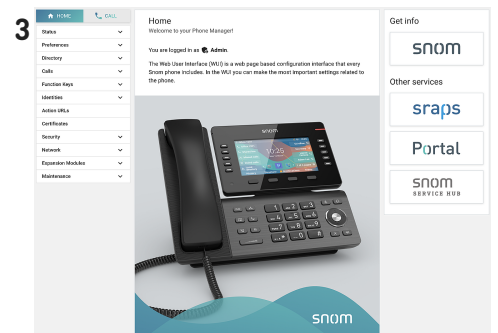 3
HOME
CALL
Status
Preferences
Directory
Calls
Function Keys
Identities
Action URLs
Certificates
Security
Network
Expansion Modules
Maintenance
Home
Welcome to your Phone Manager!
You are logged in as Admin.
The Web User Interface (WUI) is a web page based configuration interface that every
Snom phone includes. In the WUI you can make the most important settings related to
the phone.
snom
10:25
snom
Get info
snom
Other services
sraps
Portal
snom
SERVICE HUB